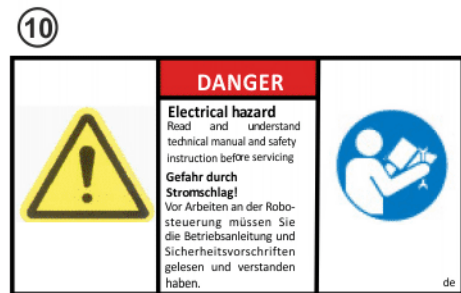 10
DANGER
Electrical hazard
Read and understand
technical manual and safety
instruction before servicing
Gefahr durch
Stromschlag!
Vor Arbeiten an der Robo-
steuerung müssen Sie
die Betriebsanleitung und
Sicherheitsvorschriften
gelesen und verstanden
haben.
de